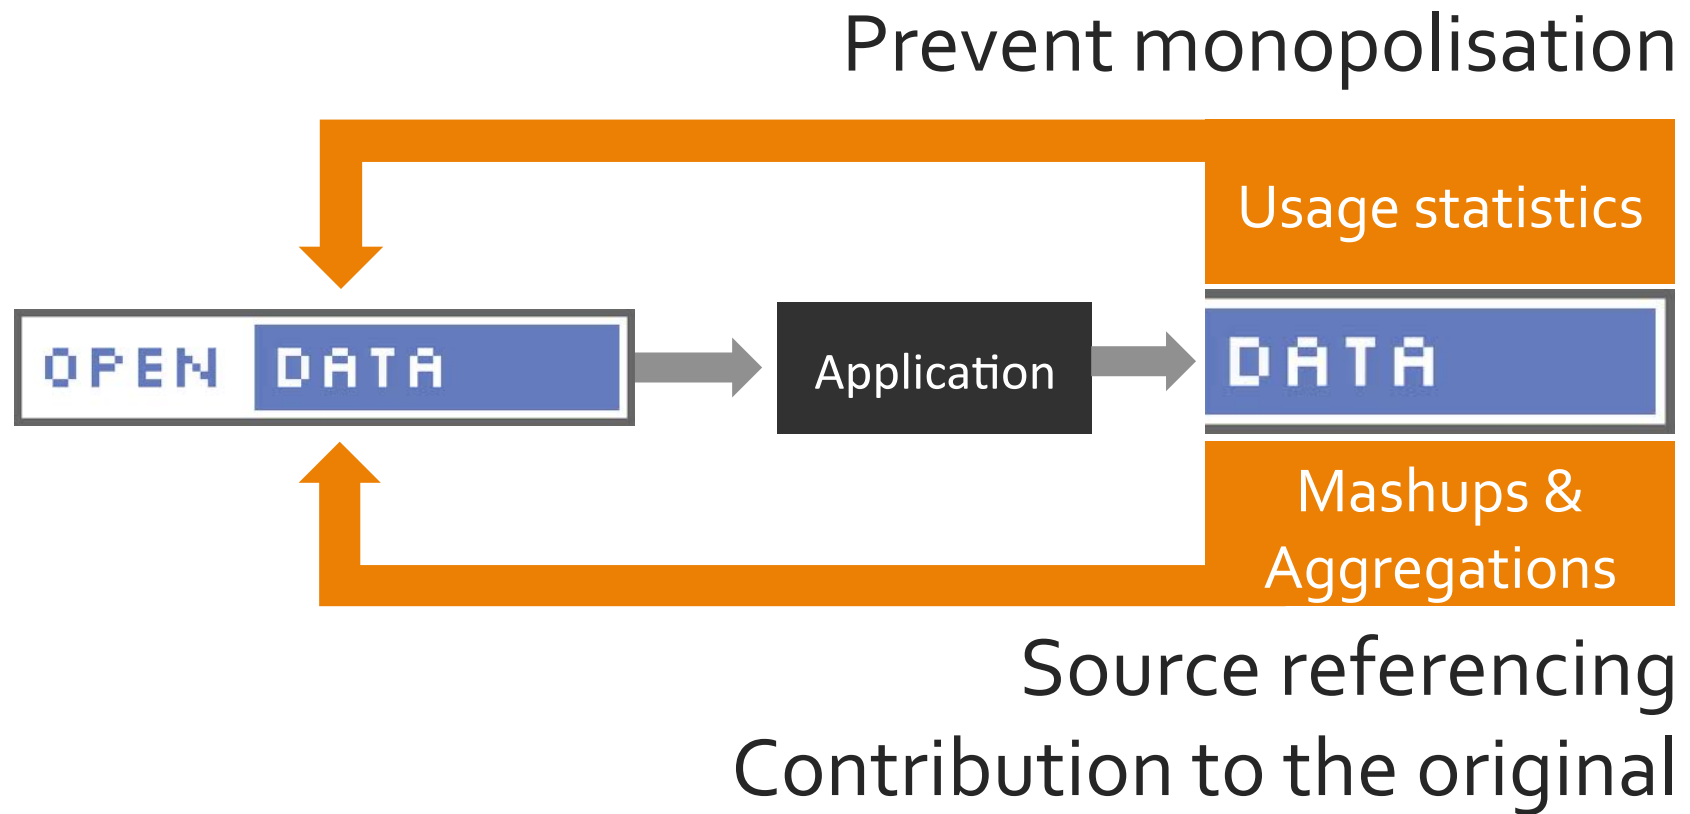 Prevent monopolisation
Usage statistics
OPEN DATA
Application
DATA
Mashups &
Aggregations
Source referencing
Contribution to the original